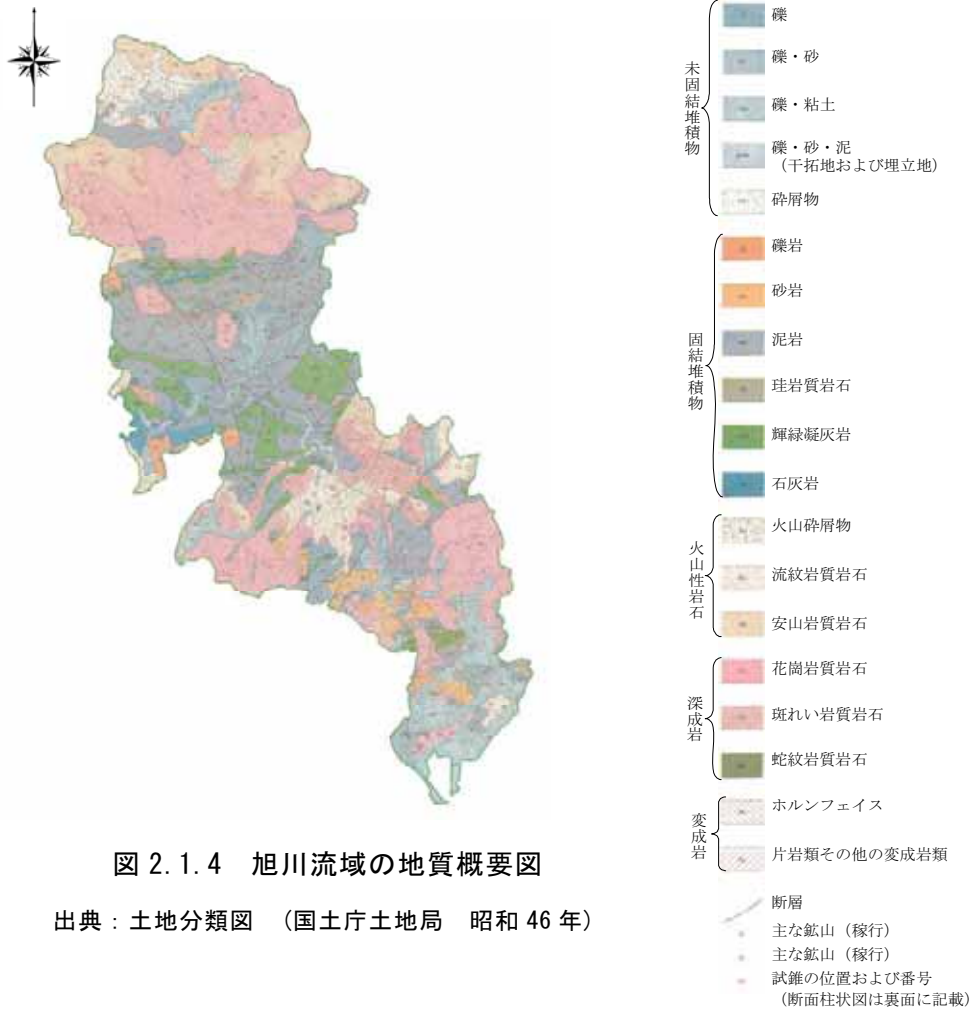 未固結堆積物
礫
礫・砂
礫・粘土
礫・砂・泥
（干拓地および埋立地）
砕屑物
固結堆積物
礫岩
砂岩
泥岩
珪岩質岩石
輝緑凝灰岩
石灰岩
火山性岩石
火山砕屑物
流紋岩質岩石
安山岩質岩石
深成岩
花崗岩質岩石
斑れい岩質岩石
蛇紋岩質岩石
変成岩
ホルンフェイス
片岩類その他の変成岩類
断層
主な鉱山（稼行）
主な鉱山（稼行）
試錐の位置および番号
（断面柱状図は裏面に記載）
図 2.1.4　旭川流域の地質概要図
出典：土地分類図　（国土庁土地局　昭和 46 年）